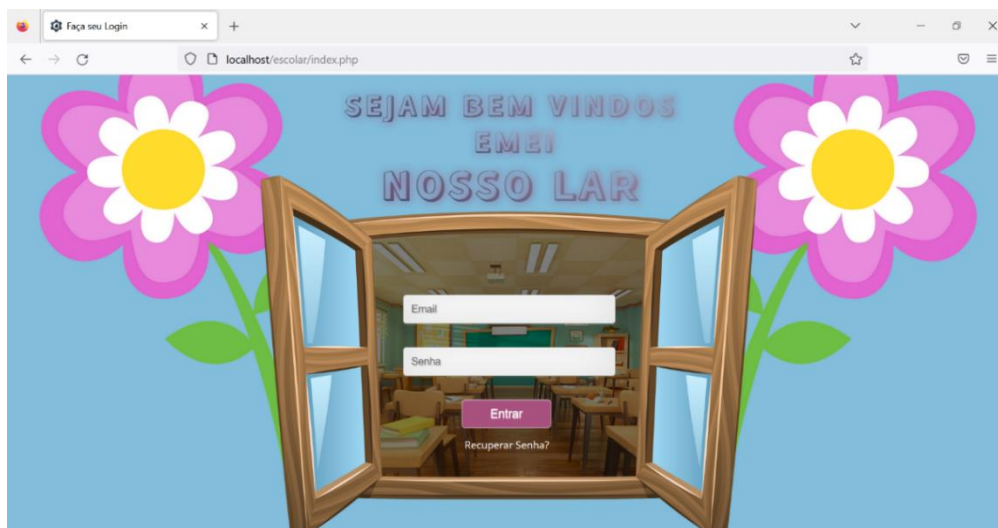 Faça seu Login
localhost/escolar/index.php
SEJAM BEM VINDOS
EMEI
NOSSO LAR
Email
Senha
Entrar
Recuperar Senha?